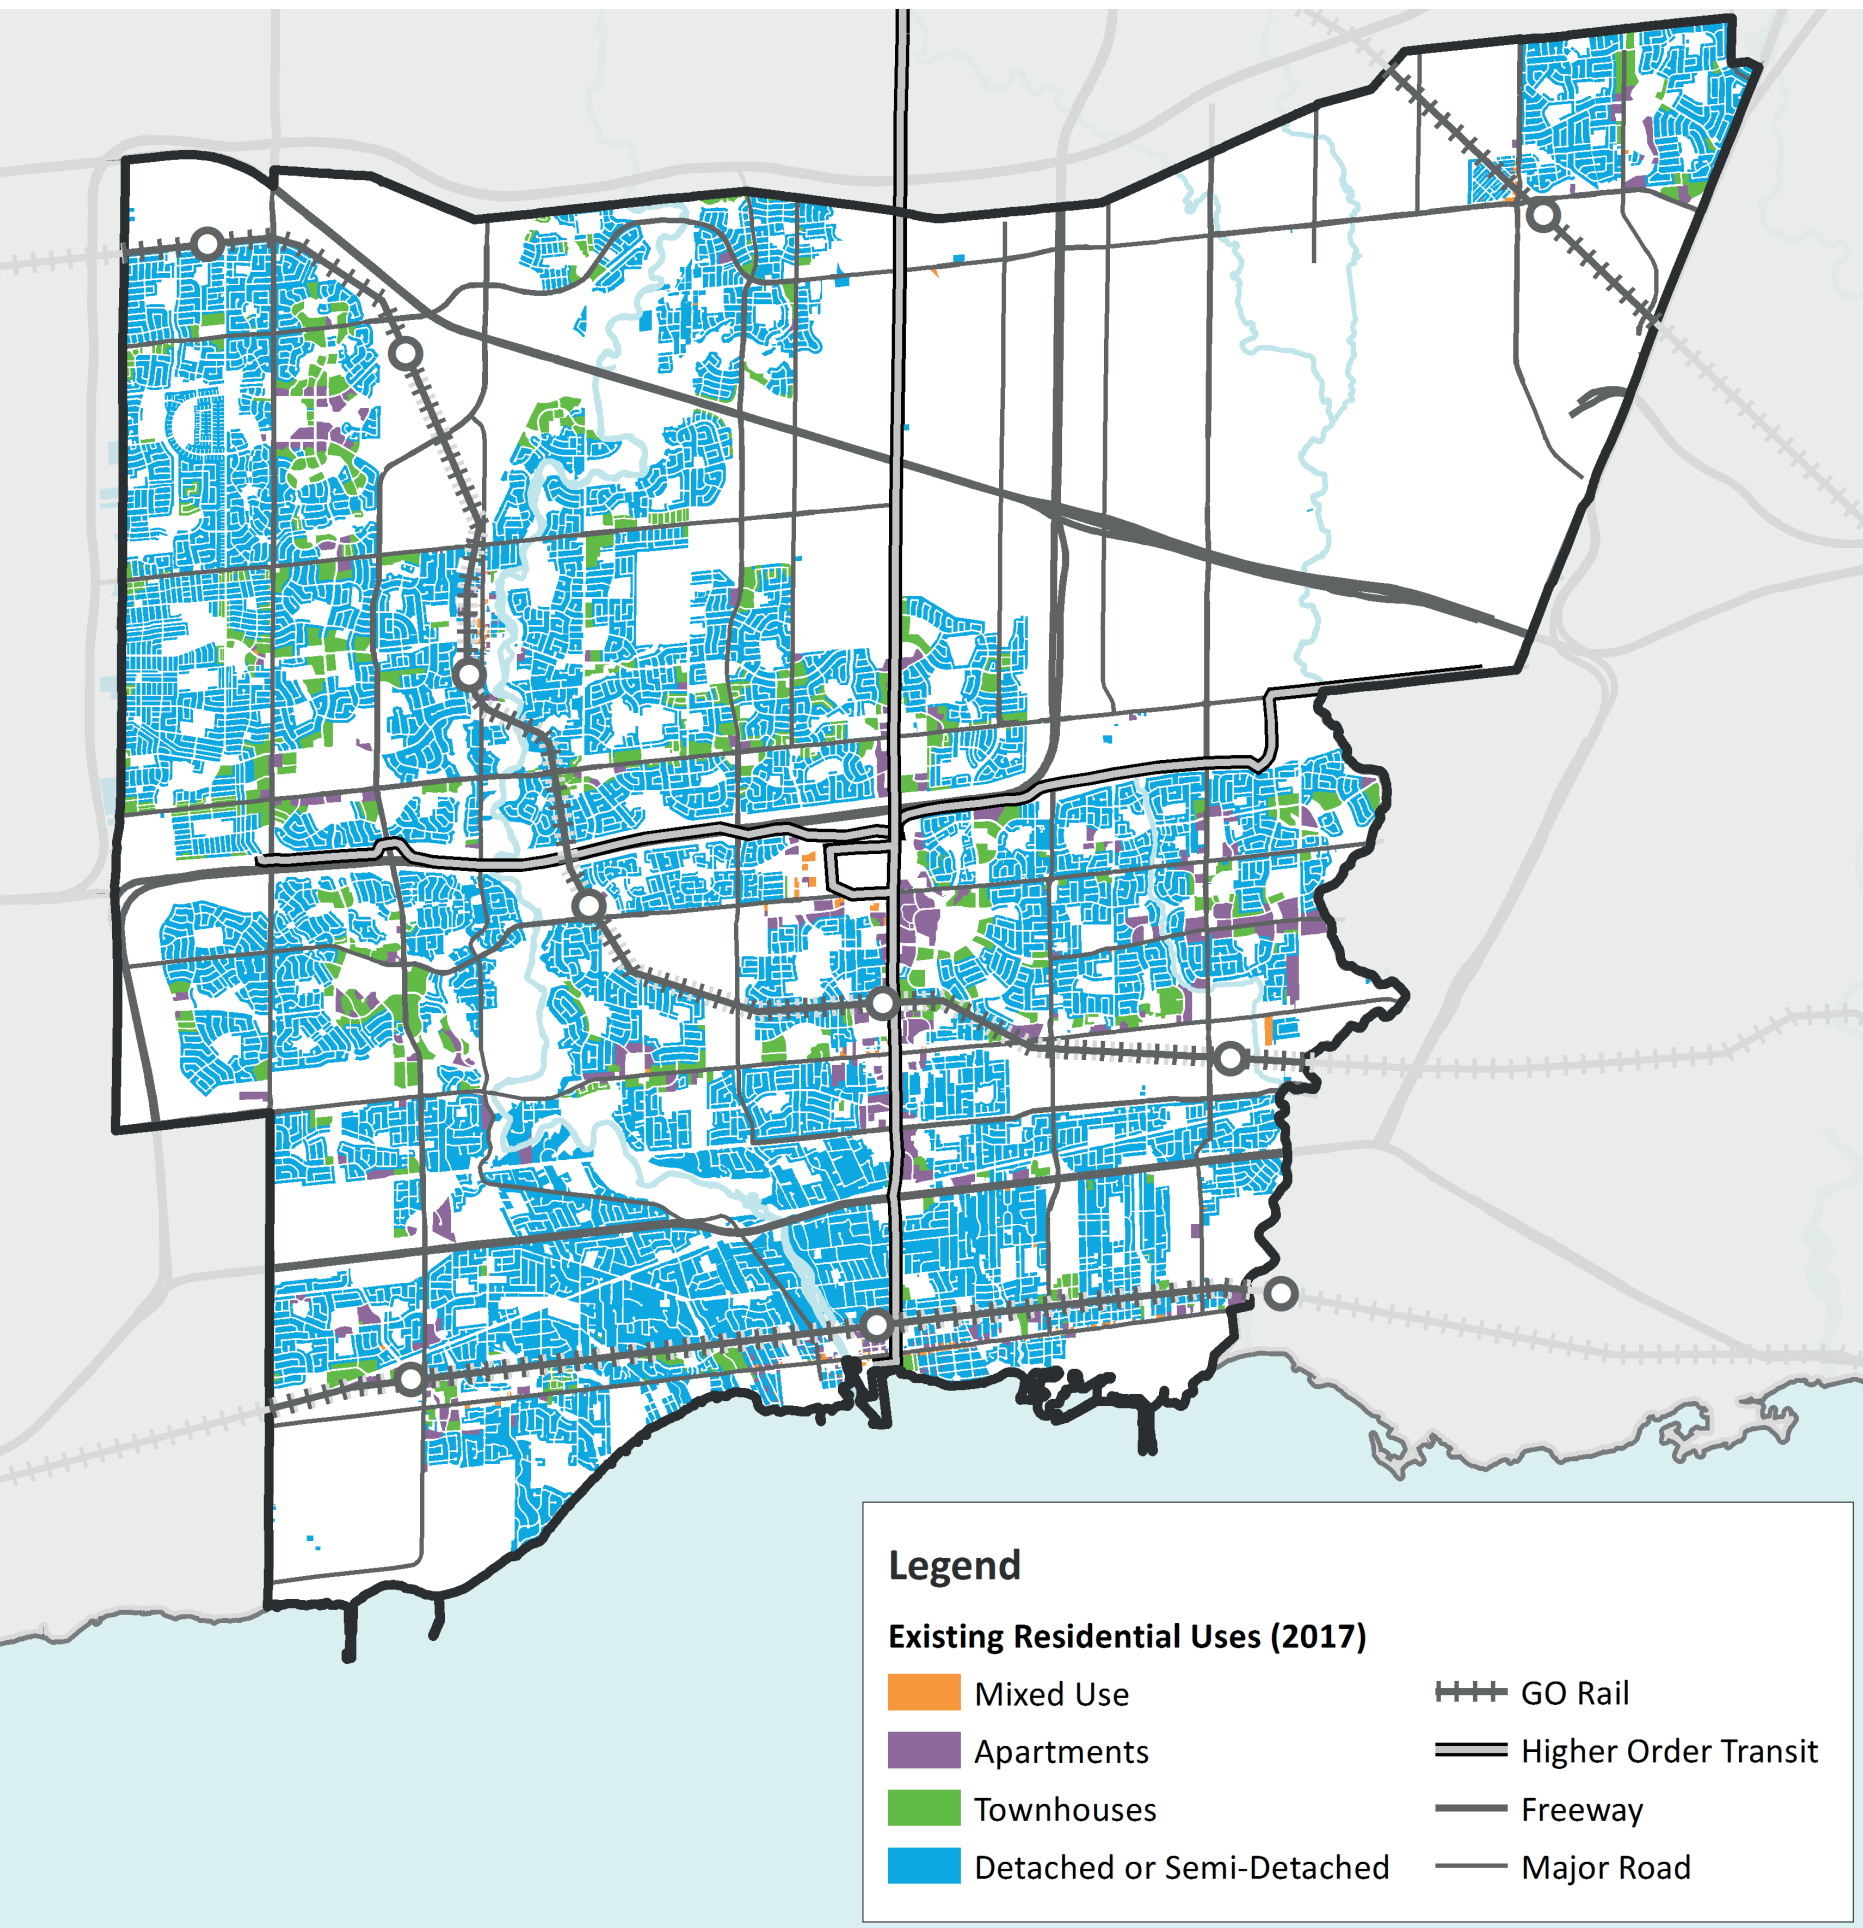 Legend
Existing Residential Uses (2017)
Mixed Use
Apartments
Townhouses
Detached or Semi-Detached
GO Rail
Higher Order Transit
Freeway
Major Road